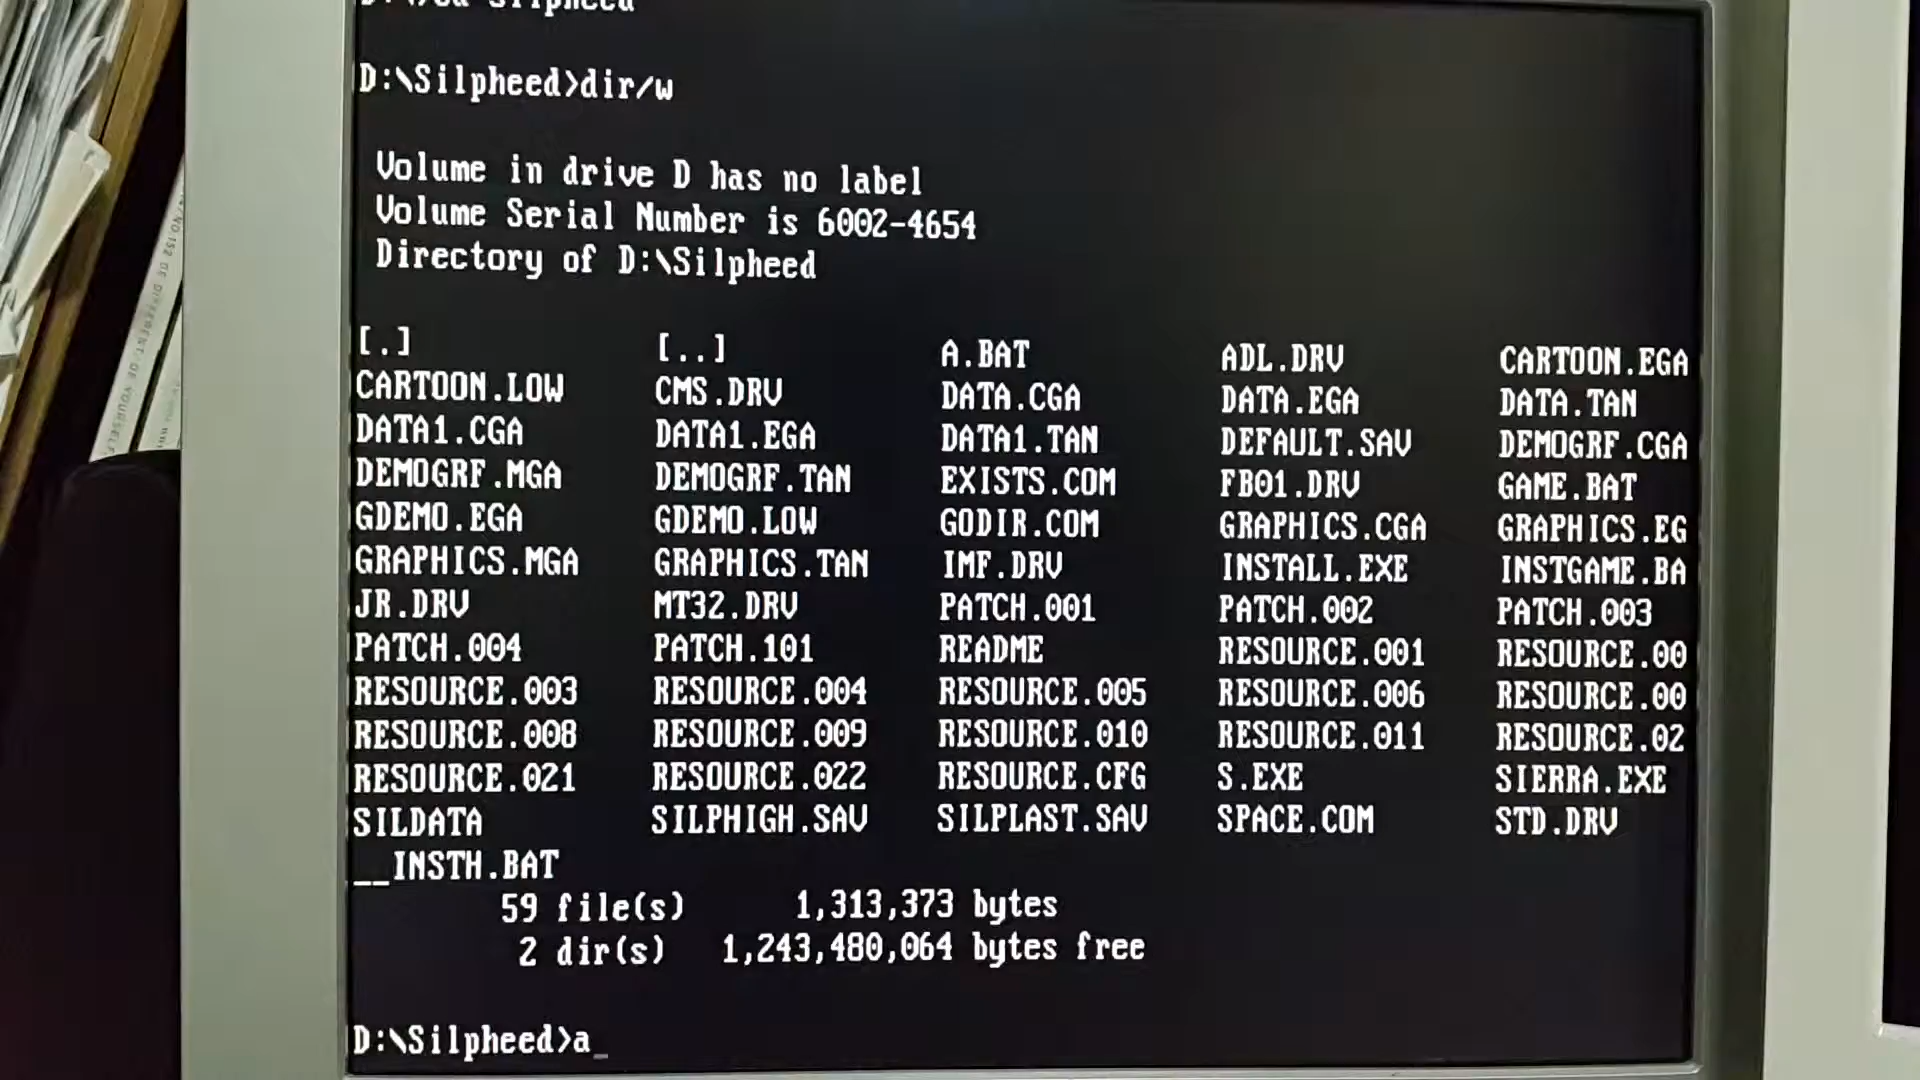 D:\>cd Silpheed
D:\Silpheed>dir/w
Volume in drive D has no label
Volume Serial Number is 6002-4654
Directory of D:\Silpheed
[.] [..] A.BAT ADL.DRV CARTOON.EGA
CARTOON.LOW CMS.DRV DATA.CGA DATA.EGA DATA.TAN
DATA1.CGA DATA1.EGA DATA1.TAN DEFAULT.SAV DEMOGRF.CGA
DEMOGRF.MGA DEMOGRF.TAN EXISTS.COM FB01.DRV GAME.BAT
GDEMO.EGA GDEMO.LOW GODIR.COM GRAPHICS.CGA GRAPHICS.EG
GRAPHICS.MGA GRAPHICS.TAN IMF.DRV INSTALL.EXE INSTGAME.BA
JR.DRV MT32.DRV PATCH.001 PATCH.002 PATCH.003
PATCH.004 PATCH.101 README RESOURCE.001 RESOURCE.00
RESOURCE.003 RESOURCE.004 RESOURCE.005 RESOURCE.006 RESOURCE.00
RESOURCE.008 RESOURCE.009 RESOURCE.010 RESOURCE.011 RESOURCE.02
RESOURCE.021 RESOURCE.022 RESOURCE.CFG S.EXE SIERRA.EXE
SILDATA SILPHIGH.SAV SILPLAST.SAV SPACE.COM STD.DRV
__INSTH.BAT
59 file(s) 1,313,373 bytes
2 dir(s) 1,243,480,064 bytes free
D:\Silpheed>a_